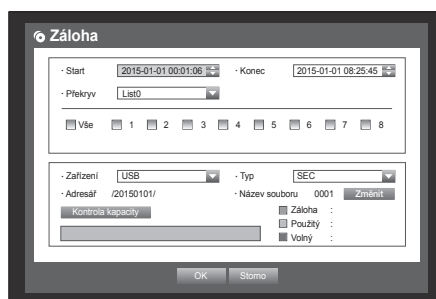 Záloha
· Start 2015-01-01 00:01:06 · Konec 2015-01-01 08:25:45
· Překryv List0
Vše 1 2 3 4 5 6 7 8
· Zařízení USB · Typ SEC
· Adresář /20150101/ · Název souboru 0001 Změnit
Kontrola kapacity Záloha :
Použitý :
Volný :
OK Storno